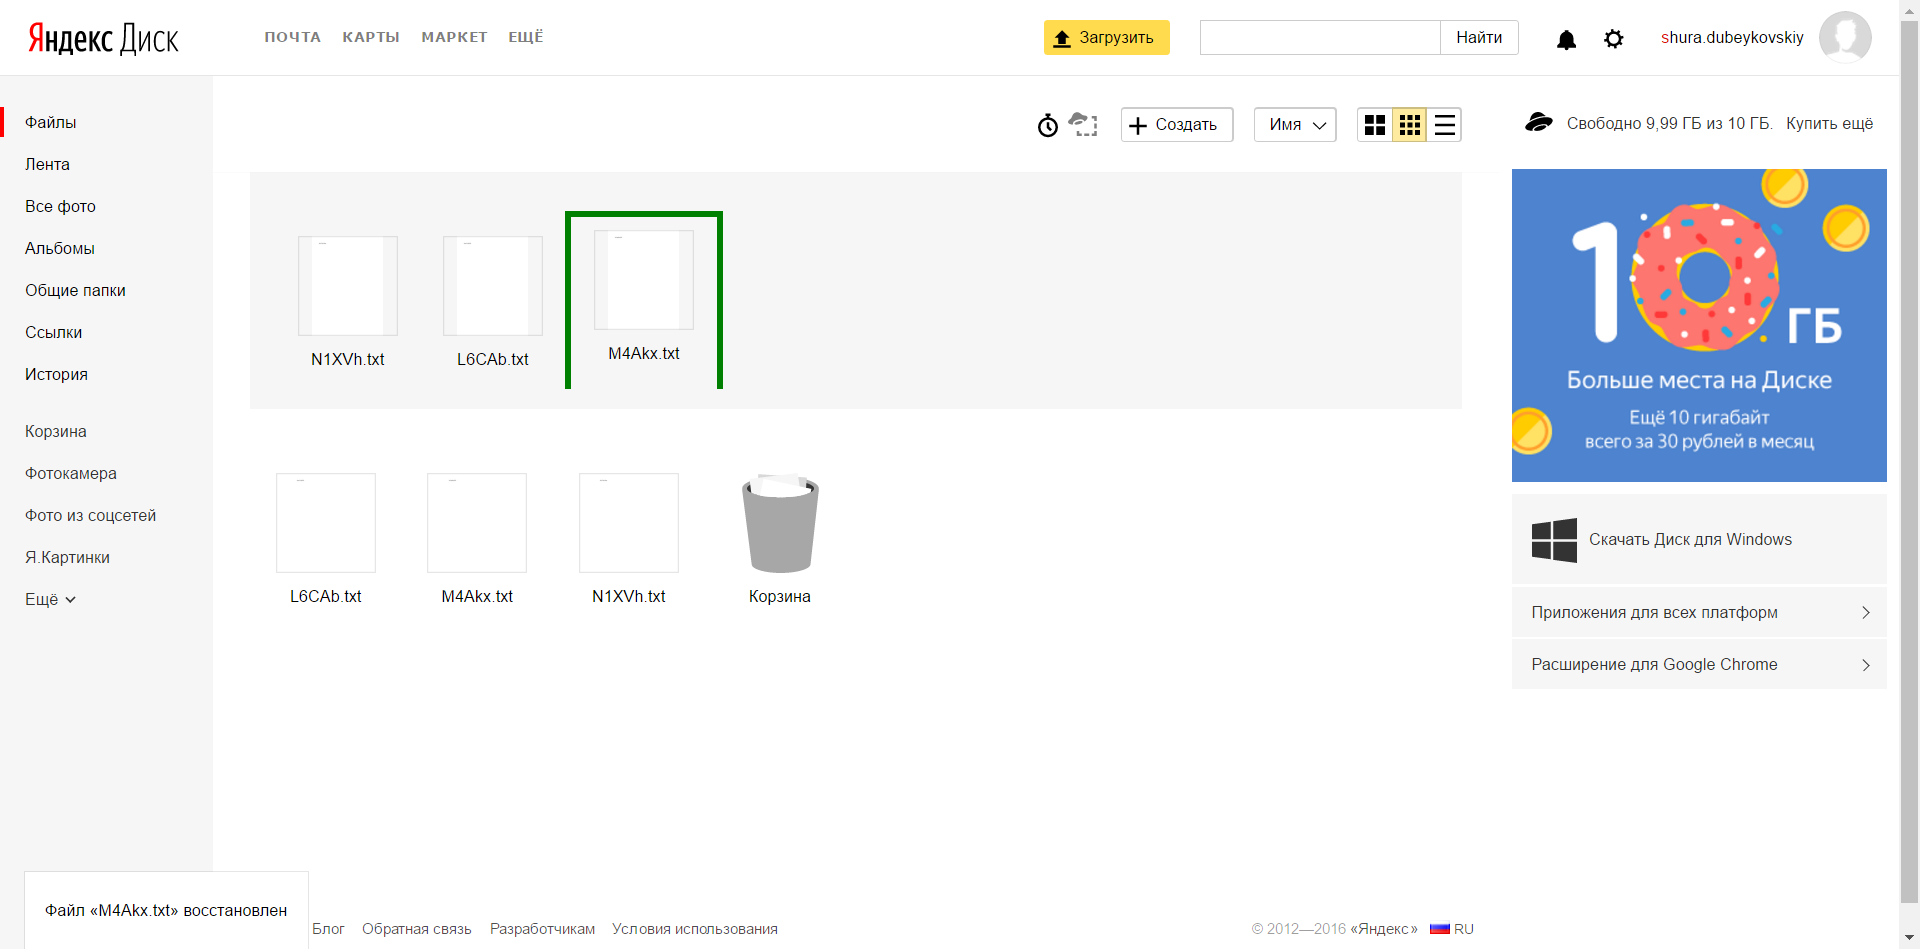 Яндекс Диск
ПОЧТА КАРТЫ МАРКЕТ ЕЩЁ
Загрузить
Найти
shura.dubeykovskiy
Файлы
Лента
Все фото
Альбомы
Общие папки
Ссылки
История
Корзина
Фотокамера
Фото из соцсетей
Я.Картинки
Ещё
Создать
Имя
Свободно 9,99 ГБ из 10 ГБ. Купить ещё
N1XVh.txt
L6CAb.txt
M4Akx.txt
L6CAb.txt
M4Akx.txt
N1XVh.txt
Корзина
10 ГБ
Больше места на Диске
Ещё 10 гигабайт
всего за 30 рублей в месяц
Скачать Диск для Windows
Приложения для всех платформ
Расширение для Google Chrome
Файл «M4Akx.txt» восстановлен
Блог Обратная связь Разработчикам Условия использования
© 2012—2016 «Яндекс» RU